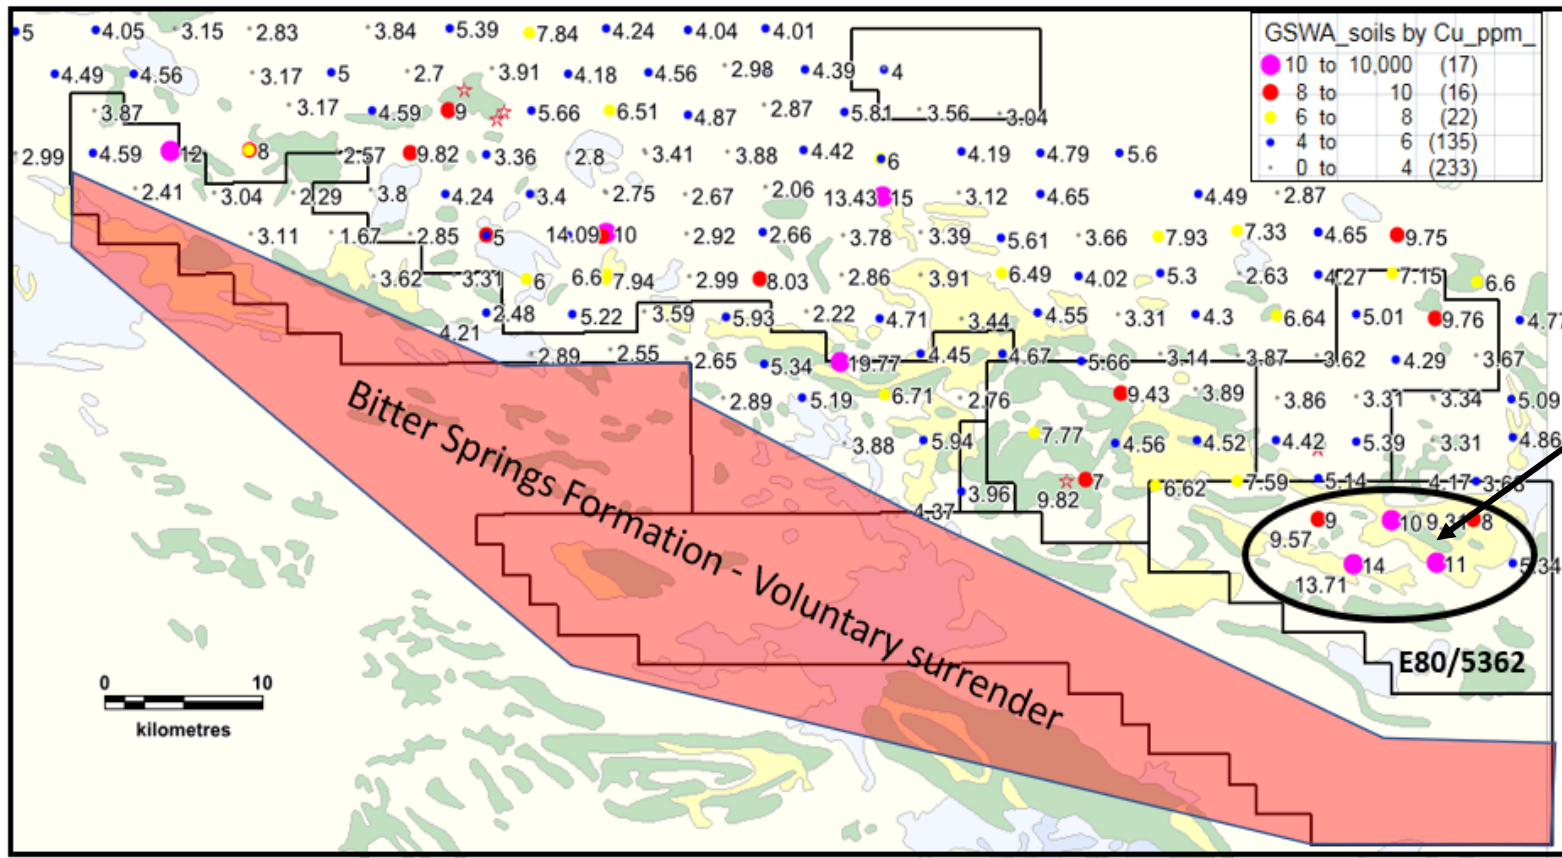 GSWA_soils by Cu_ppm_
10 to 10,000 (17)
8 to 10 (16)
6 to 8 (22)
4 to 6 (135)
0 to 4 (233)
5 4.05 3.15 2.83 3.84 5.39 7.84 4.24 4.04 4.01
4.49 4.56 3.17 5 2.7 3.91 4.18 4.56 2.98 4.39 4
3.87 3.17 4.59 9 5.66 6.51 4.87 2.87 5.81 3.56 3.04
2.99 4.59 12 8 2.57 9.82 3.36 2.8 3.41 3.88 4.42 6 4.19 4.79 5.6
2.41 3.04 2.29 3.8 4.24 3.4 2.75 2.67 2.06 13.43 15 3.12 4.65 4.49 2.87
3.11 1.67 2.85 5 14.09 10 2.92 2.66 3.78 3.39 5.61 3.66 7.93 7.33 4.65 9.75
3.62 3.31 6 6.6 7.94 2.99 8.03 2.86 3.91 6.49 4.02 5.3 2.63 4.27 7.15 6.6
4.21 2.48 5.22 3.59 5.93 2.22 4.71 3.44 4.55 3.31 4.3 6.64 5.01 9.76 4.77
2.89 2.55 2.65 5.34 19.77 4.45 4.67 5.66 3.14 3.87 3.62 4.29 3.67
2.89 5.19 6.71 2.76 9.43 3.89 3.86 3.31 3.34 5.09
3.88 5.94 7.77 4.56 4.52 4.42 5.39 3.31 4.86
3.96 9.82 7 6.62 7.59 5.14 4.17 3.68
4.37 9 9.57 10 9.31 8
13.71 14 11 5.34
Bitter Springs Formation - Voluntary surrender
E80/5362
0 10
kilometres